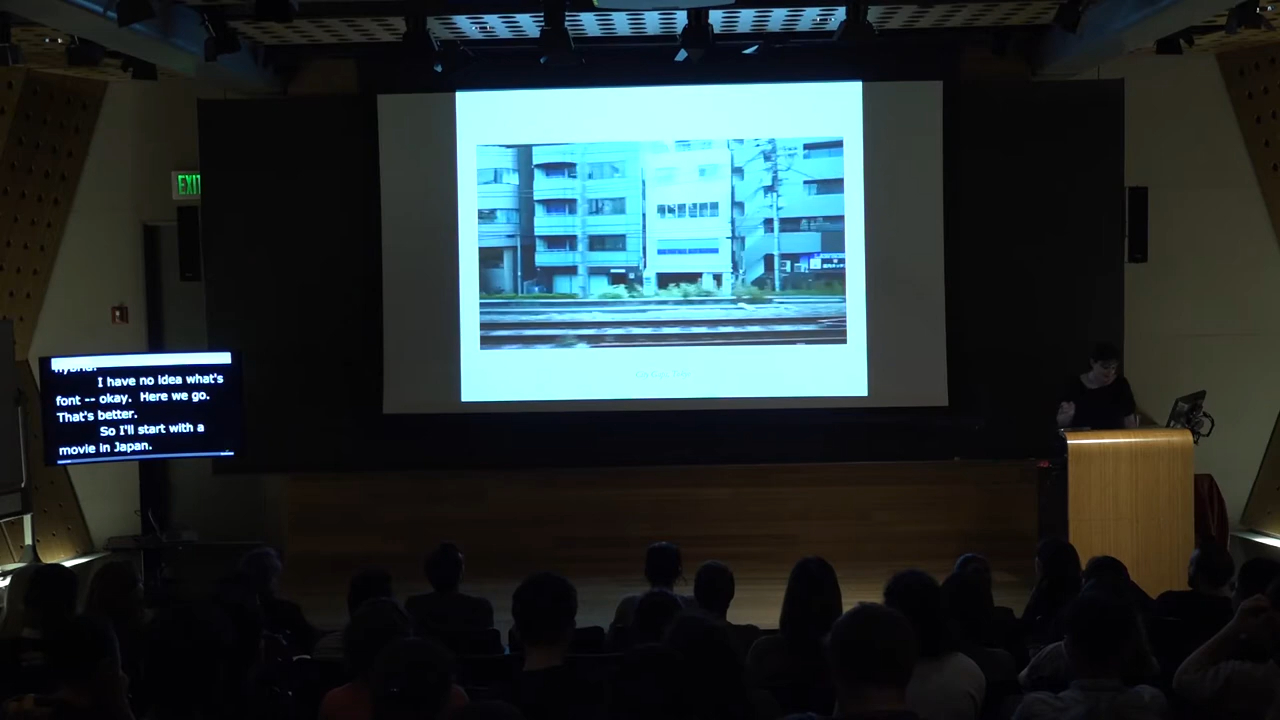 EXIT
I have no idea what's
font -- okay. Here we go.
That's better.
So I'll start with a
movie in Japan.